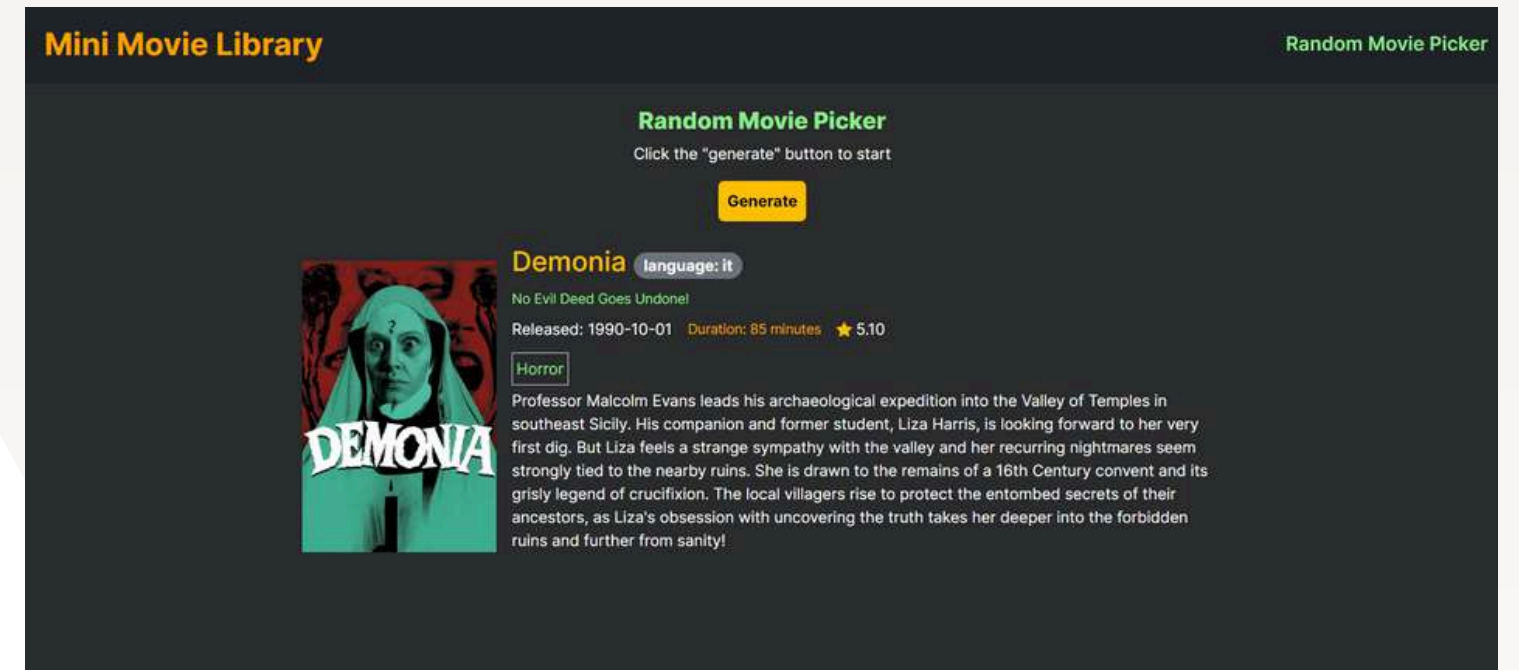 Mini Movie Library
Random Movie Picker
Random Movie Picker
Click the "generate" button to start
Generate
Demonia language: it
No Evil Deed Goes Undone!
Released: 1990-10-01 Duration: 85 minutes 5.10
Horror
Professor Malcolm Evans leads his archaeological expedition into the Valley of Temples in
southeast Sicily. His companion and former student, Liza Harris, is looking forward to her very
first dig. But Liza feels a strange sympathy with the valley and her recurring nightmares seem
strongly tied to the nearby ruins. She is drawn to the remains of a 16th Century convent and its
grisly legend of crucifixion. The local villagers rise to protect the entombed secrets of their
ancestors, as Liza's obsession with uncovering the truth takes her deeper into the forbidden
ruins and further from sanity!
?
DEMONIA